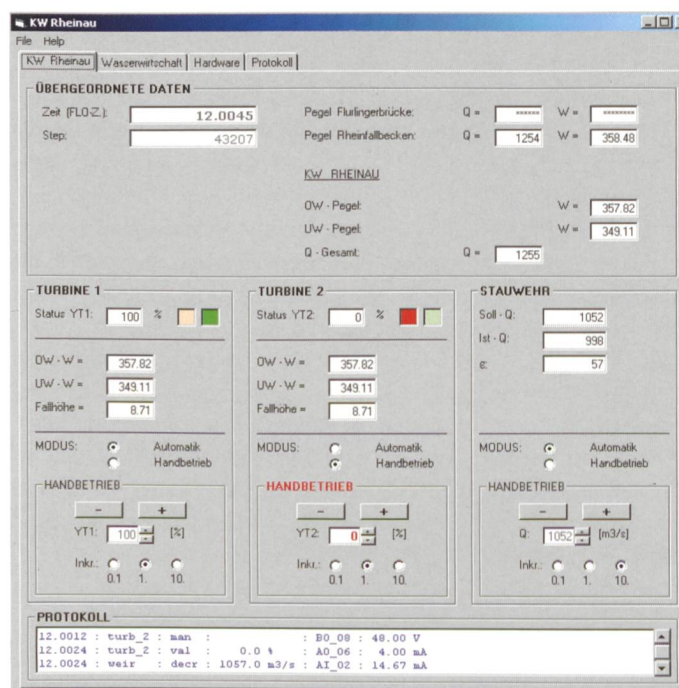 KW Rheinau
File Help
KW Rheinau Wasserwirtschaft Hardware Protokoll
ÜBERGEORDNETE DATEN
Zeit (FLO-Z.): 12.0045 Pegel Flurlingerbrücke: Q = ****** W = *******
Step: 43207 Pegel Rheinfallbecken: Q = 1254 W = 358.48
KW RHEINAU
OW - Pegel: W = 357.82
UW - Pegel: W = 349.11
Q - Gesamt: Q = 1255
TURBINE 1
Status YT1: 100 %
OW - W = 357.82
UW - W = 349.11
Fallhöhe = 8.71
MODUS: Automatik
Handbetrieb
HANDBETRIEB
- +
YT1: 100 [%]
Inkr.:
0.1 1. 10.
TURBINE 2
Status YT2: 0 %
OW - W = 357.82
UW - W = 349.11
Fallhöhe = 8.71
MODUS: Automatik
Handbetrieb
HANDBETRIEB
- +
YT2: 0 [%]
Inkr.:
0.1 1. 10.
STAUWEHR
Soll - Q: 1052
Ist - Q: 998
e: 57
MODUS: Automatik
Handbetrieb
HANDBETRIEB
- +
Q: 1052 [m3/s]
Inkr.:
0.1 1. 10.
PROTOKOLL
12.0012 : turb_2 : man : : BO_08 : 48.00 V
12.0024 : turb_2 : val : 0.0 % : AO_06 : 4.00 mA
12.0024 : weir : decr : 1057.0 m3/s : AI_02 : 14.67 mA